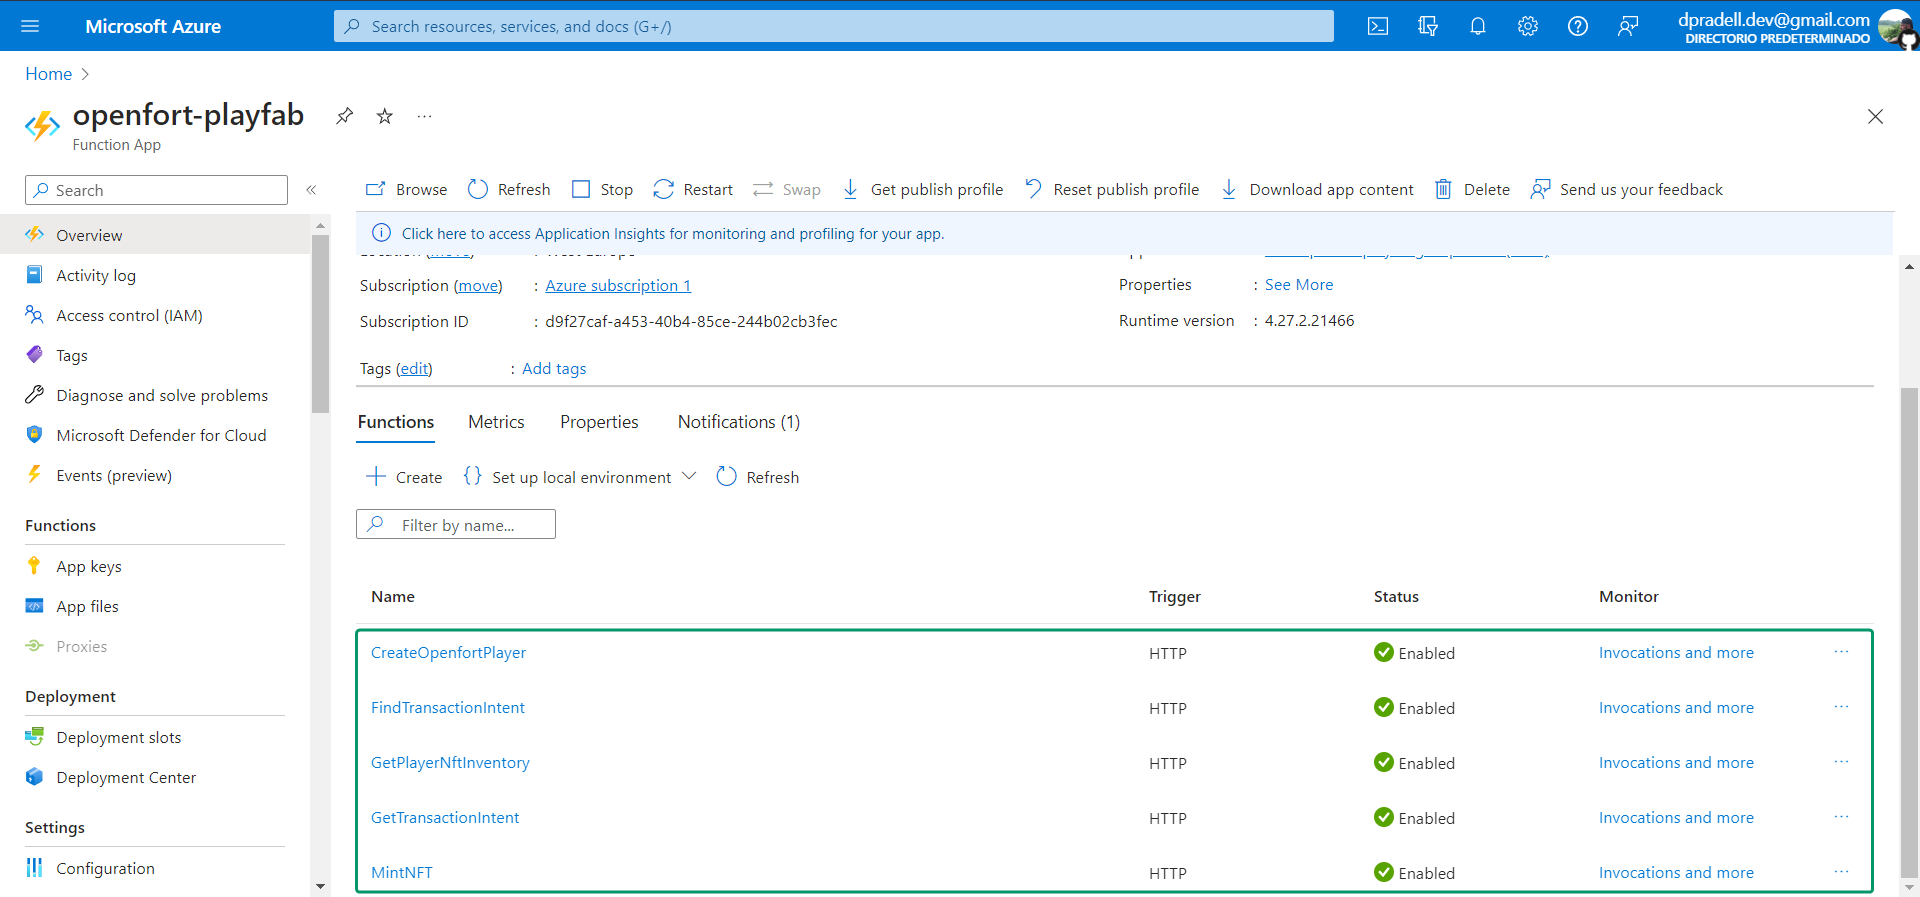 Microsoft Azure
Search resources, services, and docs (G+/)
dpradell.dev@gmail.com
DIRECTORIO PREDETERMINADO
Home
openfort-playfab
Function App
Search
Browse Refresh Stop Restart Swap Get publish profile Reset publish profile Download app content Delete Send us your feedback
Click here to access Application Insights for monitoring and profiling for your app.
Overview
Activity log
Access control (IAM)
Tags
Diagnose and solve problems
Microsoft Defender for Cloud
Events (preview)
Functions
App keys
App files
Proxies
Deployment
Deployment slots
Deployment Center
Settings
Configuration
Subscription (move) : Azure subscription 1
Properties : See More
Subscription ID : d9f27caf-a453-40b4-85ce-244b02cb3fec
Runtime version : 4.27.2.21466
Tags (edit) : Add tags
Functions Metrics Properties Notifications (1)
Create {} Set up local environment Refresh
Filter by name...
Name Trigger Status Monitor
CreateOpenfortPlayer HTTP Enabled Invocations and more ...
FindTransactionIntent HTTP Enabled Invocations and more ...
GetPlayerNftInventory HTTP Enabled Invocations and more ...
GetTransactionIntent HTTP Enabled Invocations and more ...
MintNFT HTTP Enabled Invocations and more ...